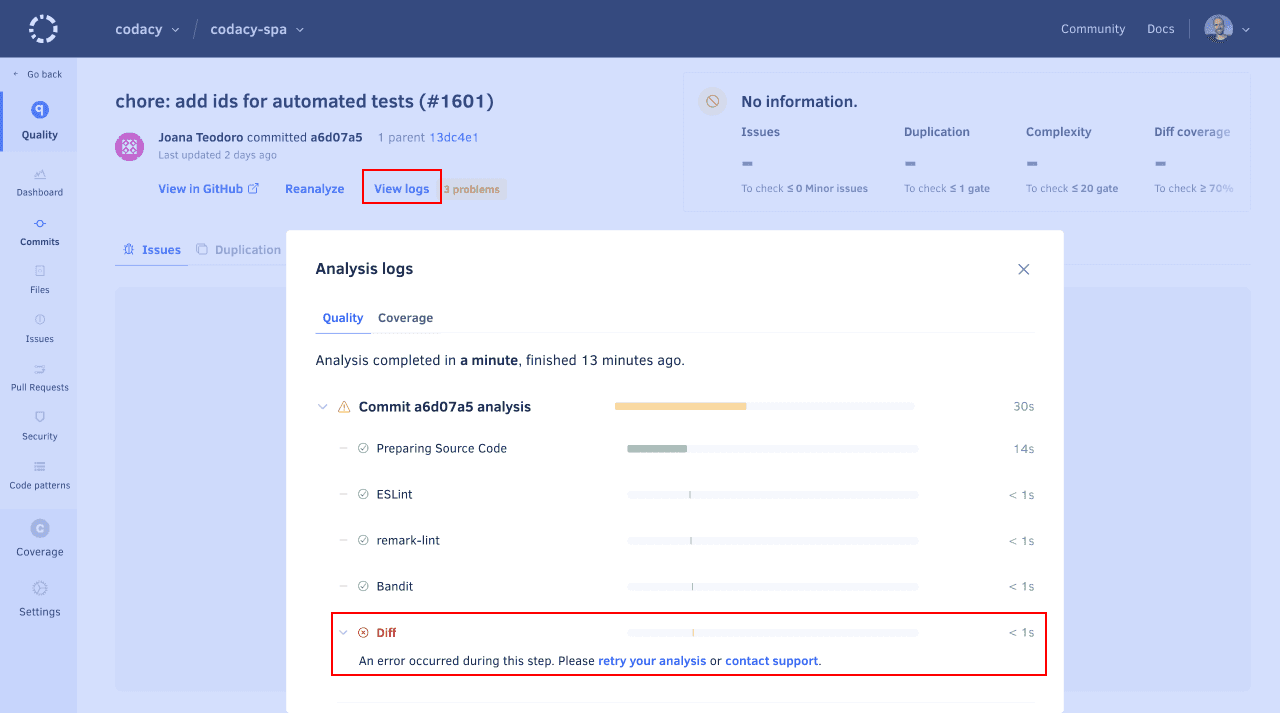 codacy / codacy-spa
Community Docs
← Go back
Quality
Dashboard
Commits
Files
Issues
Pull Requests
Security
Code patterns
Coverage
Settings
chore: add ids for automated tests (#1601)
Joana Teodoro committed a6d07a5 1 parent 13dc4e1
Last updated 2 days ago
View in GitHub Reanalyze View logs 3 problems
No information.
Issues Duplication Complexity Diff coverage
– – – –
To check ≤ 0 Minor issues To check ≤ 1 gate To check ≤ 20 gate To check ≥ 70%
Issues Duplication
Analysis logs
Quality Coverage
Analysis completed in a minute, finished 13 minutes ago.
Commit a6d07a5 analysis 30s
Preparing Source Code 14s
ESLint < 1s
remark-lint < 1s
Bandit < 1s
Diff < 1s
An error occurred during this step. Please retry your analysis or contact support.